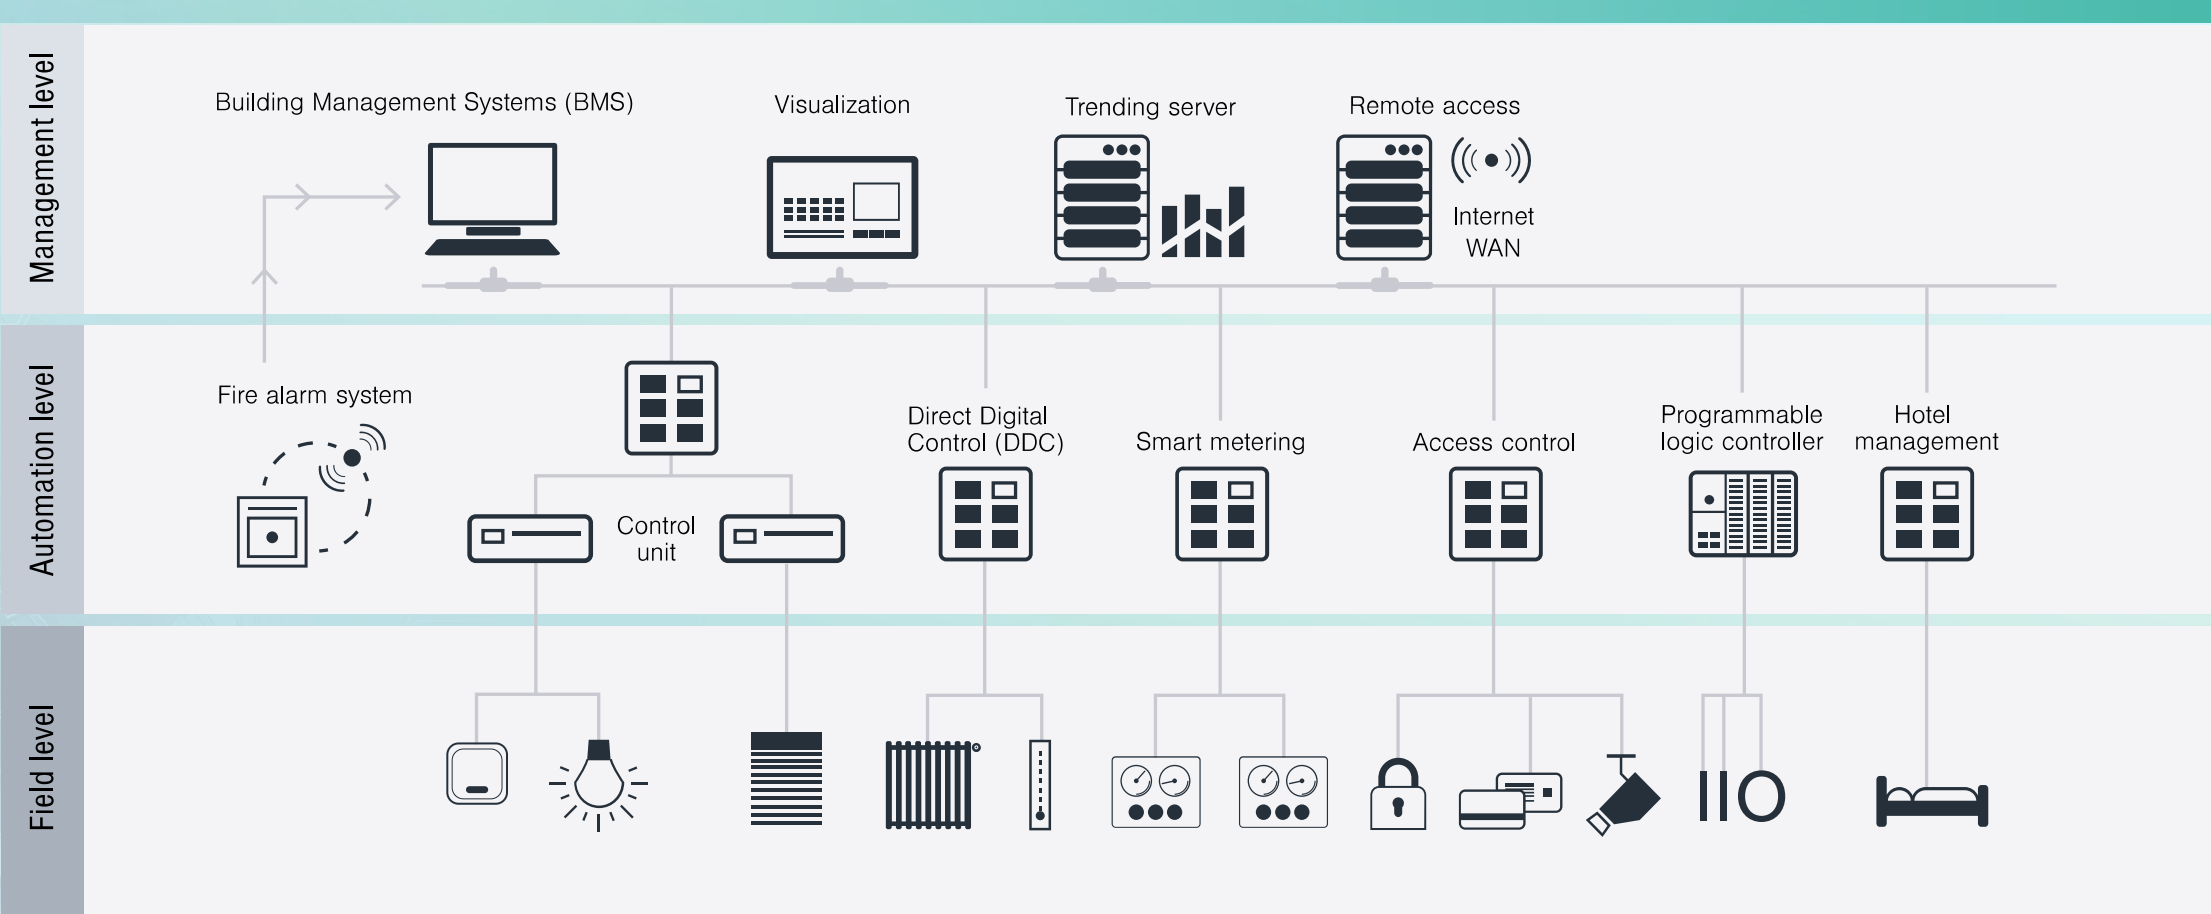 Management level
Building Management Systems (BMS)
Visualization
Trending server
Remote access
Internet
WAN
Automation level
Fire alarm system
Control
unit
Direct Digital
Control (DDC)
Smart metering
Access control
Programmable
logic controller
Hotel
management
Field level